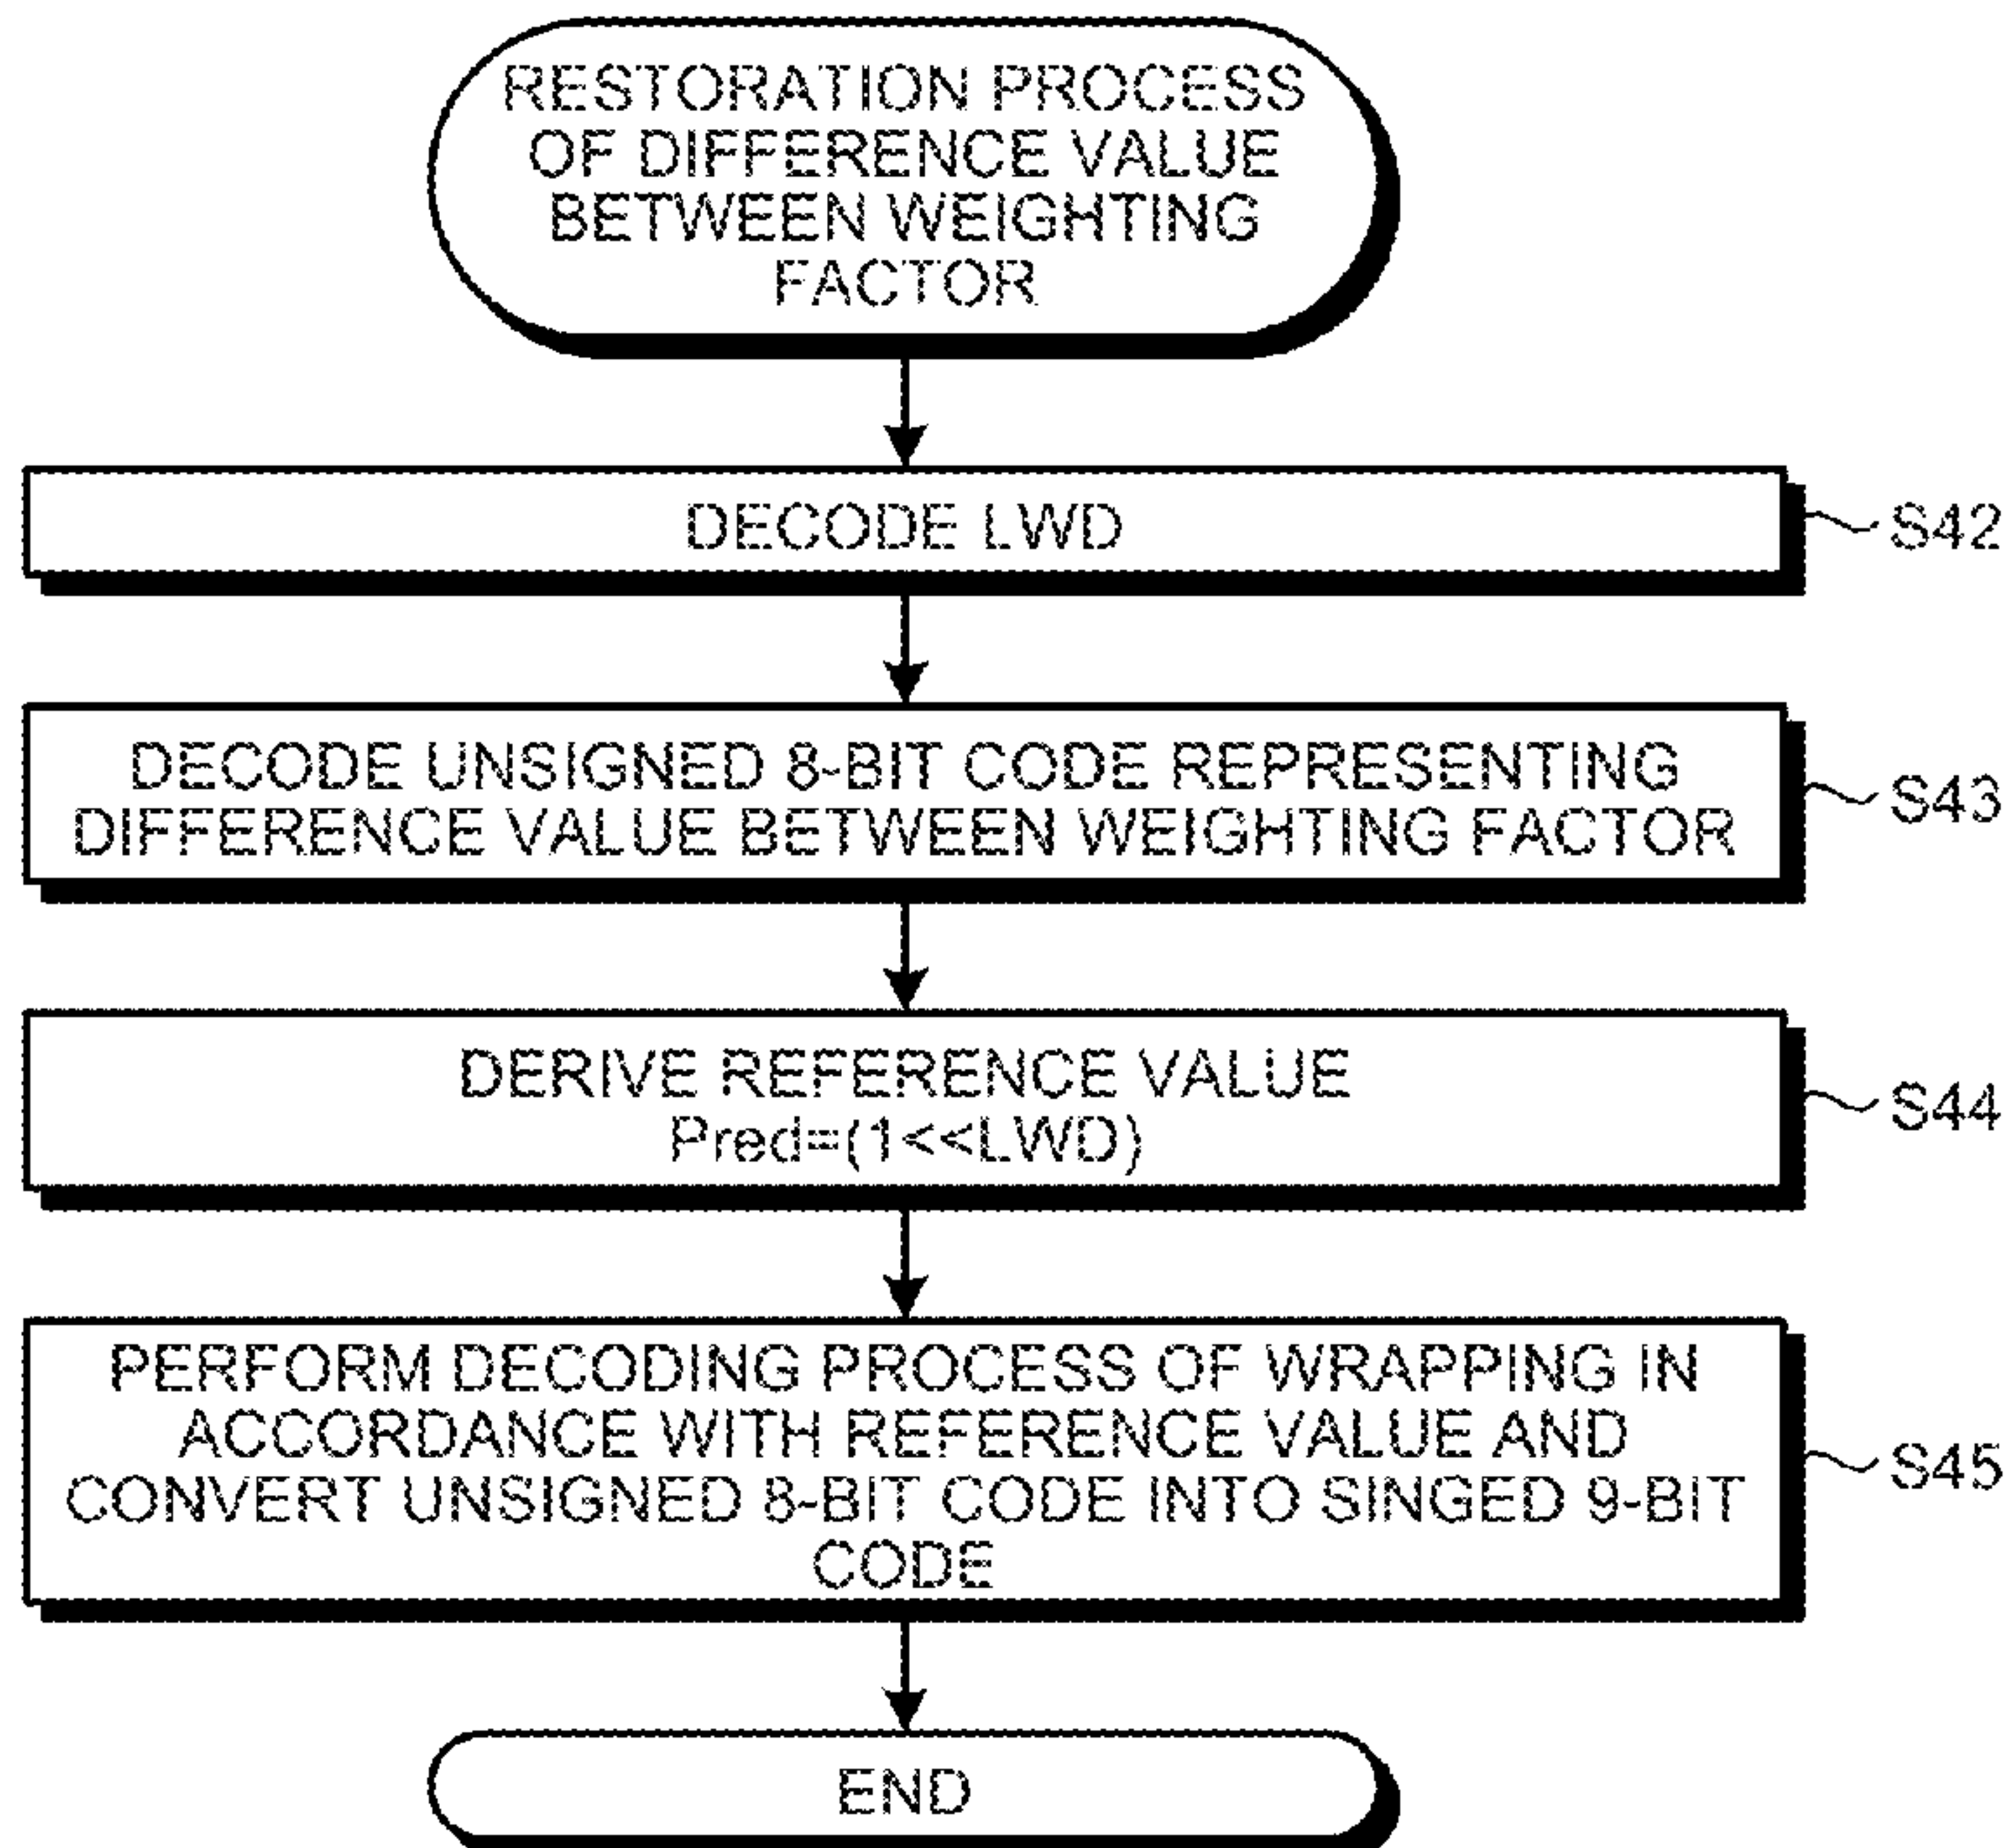 RESTORATION PROCESS
OF DIFFERENCE VALUE
BETWEEN WEIGHTING
FACTOR
DECODE LWD
S42
DECODE UNSIGNED 8-BIT CODE REPRESENTING
DIFFERENCE VALUE BETWEEN WEIGHTING FACTOR
S43
DERIVE REFERENCE VALUE
Pred=(1<<LWD)
S44
PERFORM DECODING PROCESS OF WRAPPING IN
ACCORDANCE WITH REFERENCE VALUE AND
CONVERT UNSIGNED 8-BIT CODE INTO SINGED 9-BIT
CODE
S45
END